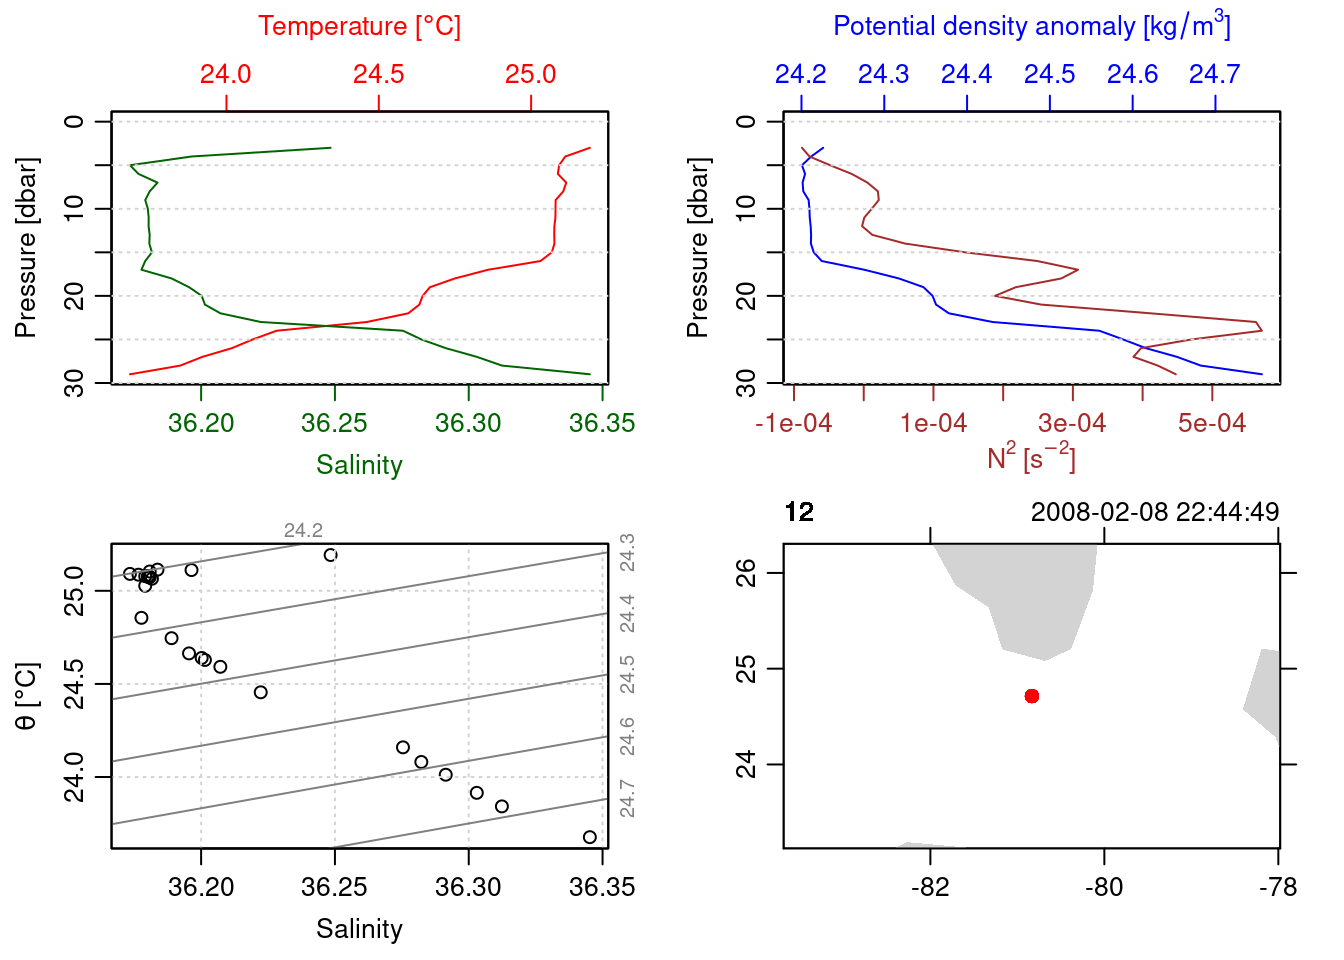 Temperature [°C]
24.0 24.5 25.0
Pressure [dbar]
0 10 20 30
36.20 36.25 36.30 36.35
Salinity
Potential density anomaly [kg/m³]
24.2 24.3 24.4 24.5 24.6 24.7
Pressure [dbar]
0 10 20 30
-1e-04 1e-04 3e-04 5e-04
N² [s⁻²]
24.2
24.3
24.4
24.5
24.6
24.7
θ [°C]
25.0 24.5 24.0
36.20 36.25 36.30 36.35
Salinity
12 2008-02-08 22:44:49
26
25
24
-82 -80 -78